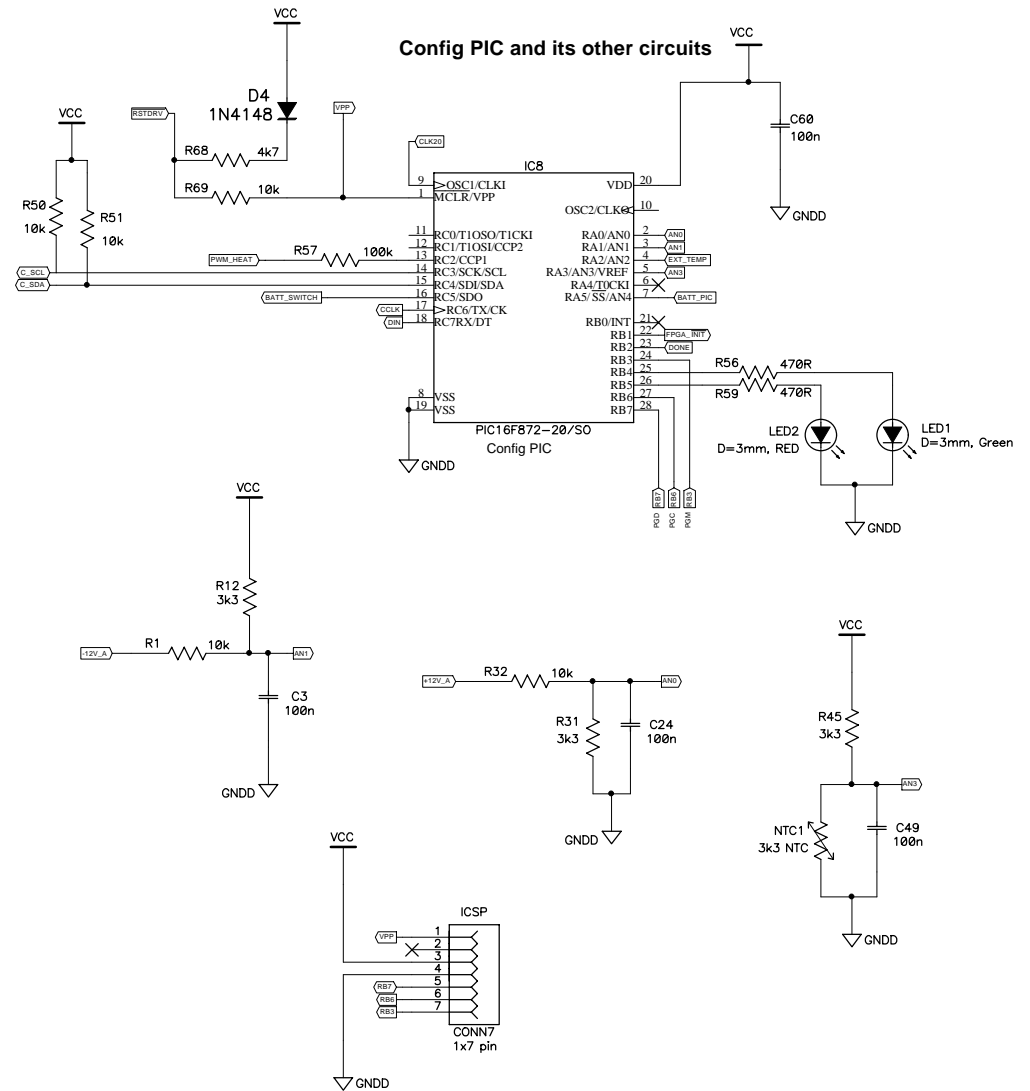 Config PIC and its other circuits
VCC
VCC
VCC
D4
1N4148
RSTDRV
VPP
CLK20
C60
100n
R68
4k7
R69
10k
IC8
GNDD
R50
10k
R51
10k
9
OSC1/CLKI
1
MCLR/VPP
VDD
20
OSC2/CLKO
10
11
RC0/T1OSO/T1CKI
12
RC1/T1OSI/CCP2
PWM_HEAT
R57
100k
13
RC2/CCP1
C_SCL
14
RC3/SCK/SCL
C_SDA
15
RC4/SDI/SDA
BATT_SWITCH
16
RC5/SDO
CCLK
17
RC6/TX/CK
DIN
18
RC7RX/DT
RA0/AN0
2
AN0
RA1/AN1
3
AN1
RA2/AN2
4
EXT_TEMP
RA3/AN3/VREF
5
AN3
RA4/T0CKI
6
RA5/SS/AN4
7
BATT_PIC
RB0/INT
21
RB1
22
FPGA_INIT
RB2
23
DONE
RB3
24
RB4
25
R56
470R
RB5
26
R59
470R
RB6
27
RB7
28
8
VSS
19
VSS
PIC16F872-20/SO
Config PIC
GNDD
LED2
D=3mm, RED
LED1
D=3mm, Green
GNDD
RB7
RB6
RB3
PGD
PGC
PGM
VCC
R12
3k3
-12V_A
R1
10k
AN1
C3
100n
GNDD
+12V_A
R32
10k
AN0
R31
3k3
C24
100n
GNDD
VCC
R45
3k3
AN3
NTC1
3k3 NTC
C49
100n
GNDD
VCC
ICSP
VPP
1
2
3
4
RB7
5
RB6
6
RB3
7
CONN7
1x7 pin
GNDD